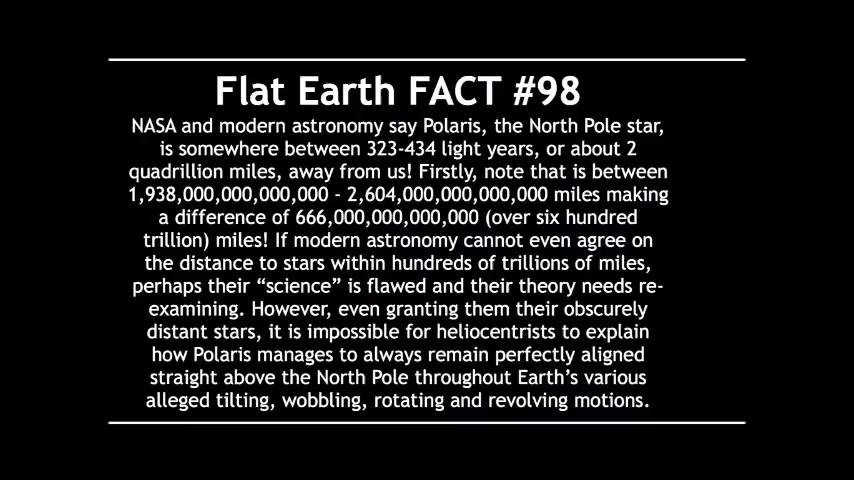 Flat Earth FACT #98
NASA and modern astronomy say Polaris, the North Pole star,
is somewhere between 323-434 light years, or about 2
quadrillion miles, away from us! Firstly, note that is between
1,938,000,000,000,000 - 2,604,000,000,000,000 miles making
a difference of 666,000,000,000,000 (over six hundred
trillion) miles! If modern astronomy cannot even agree on
the distance to stars within hundreds of trillions of miles,
perhaps their “science” is flawed and their theory needs re-
examining. However, even granting them their obscurely
distant stars, it is impossible for heliocentrists to explain
how Polaris manages to always remain perfectly aligned
straight above the North Pole throughout Earth’s various
alleged tilting, wobbling, rotating and revolving motions.